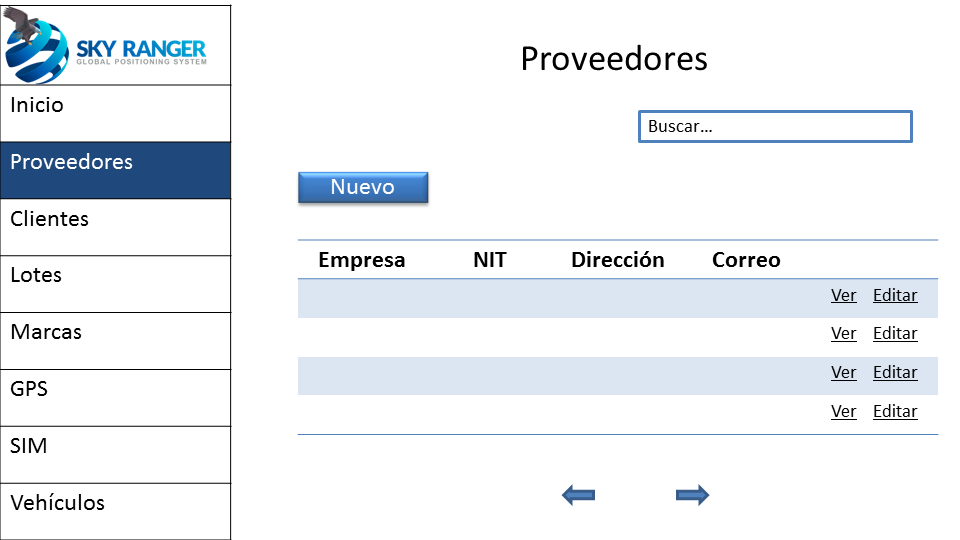 SKY RANGER
GLOBAL POSITIONING SYSTEM
Inicio
Proveedores
Clientes
Lotes
Marcas
GPS
SIM
Vehículos
Proveedores
Buscar...
Nuevo
Empresa NIT Dirección Correo
Ver Editar
Ver Editar
Ver Editar
Ver Editar